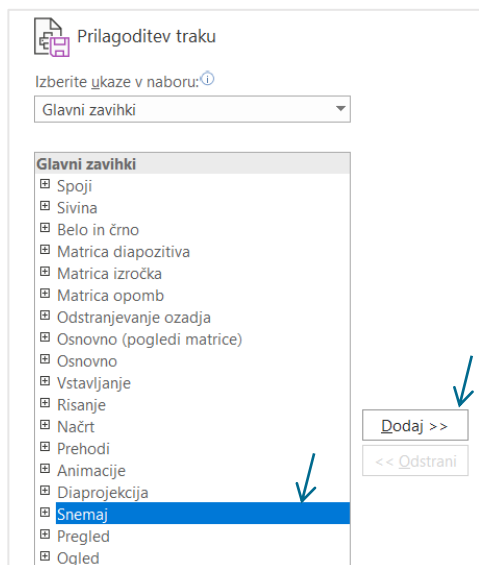 Prilagoditev traku
Izberite ukaze v naboru:
Glavni zavihki
Glavni zavihki
Spoji
Sivina
Belo in črno
Matrica diapozitiva
Matrica izročka
Matrica opomb
Odstranjevanje ozadja
Osnovno (pogledi matrice)
Osnovno
Vstavljanje
Risanje
Načrt
Prehodi
Animacije
Diaprojekcija
Snemaj
Pregled
Ogled
Dodaj >>
<< Odstrani